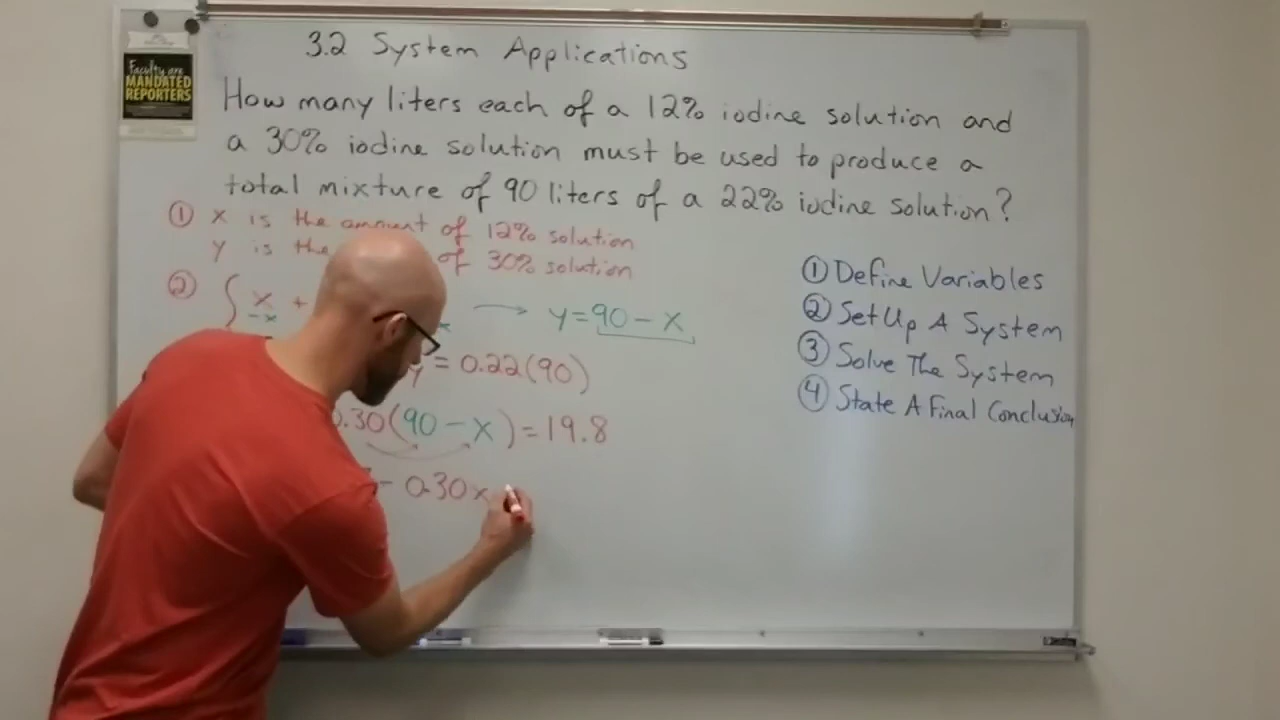 3.2 System Applications
Faculty are
MANDATED
REPORTERS
How many liters each of a 12% iodine solution and
a 30% iodine solution must be used to produce a
total mixture of 90 liters of a 22% iodine solution?
① x is the amount of 12% solution
y is the of 30% solution
② x + → y = 90 - x
-x
y = 0.22(90)
0.30(90 - x) = 19.8
- 0.30x
① Define Variables
② Set Up A System
③ Solve The System
④ State A Final Conclusion